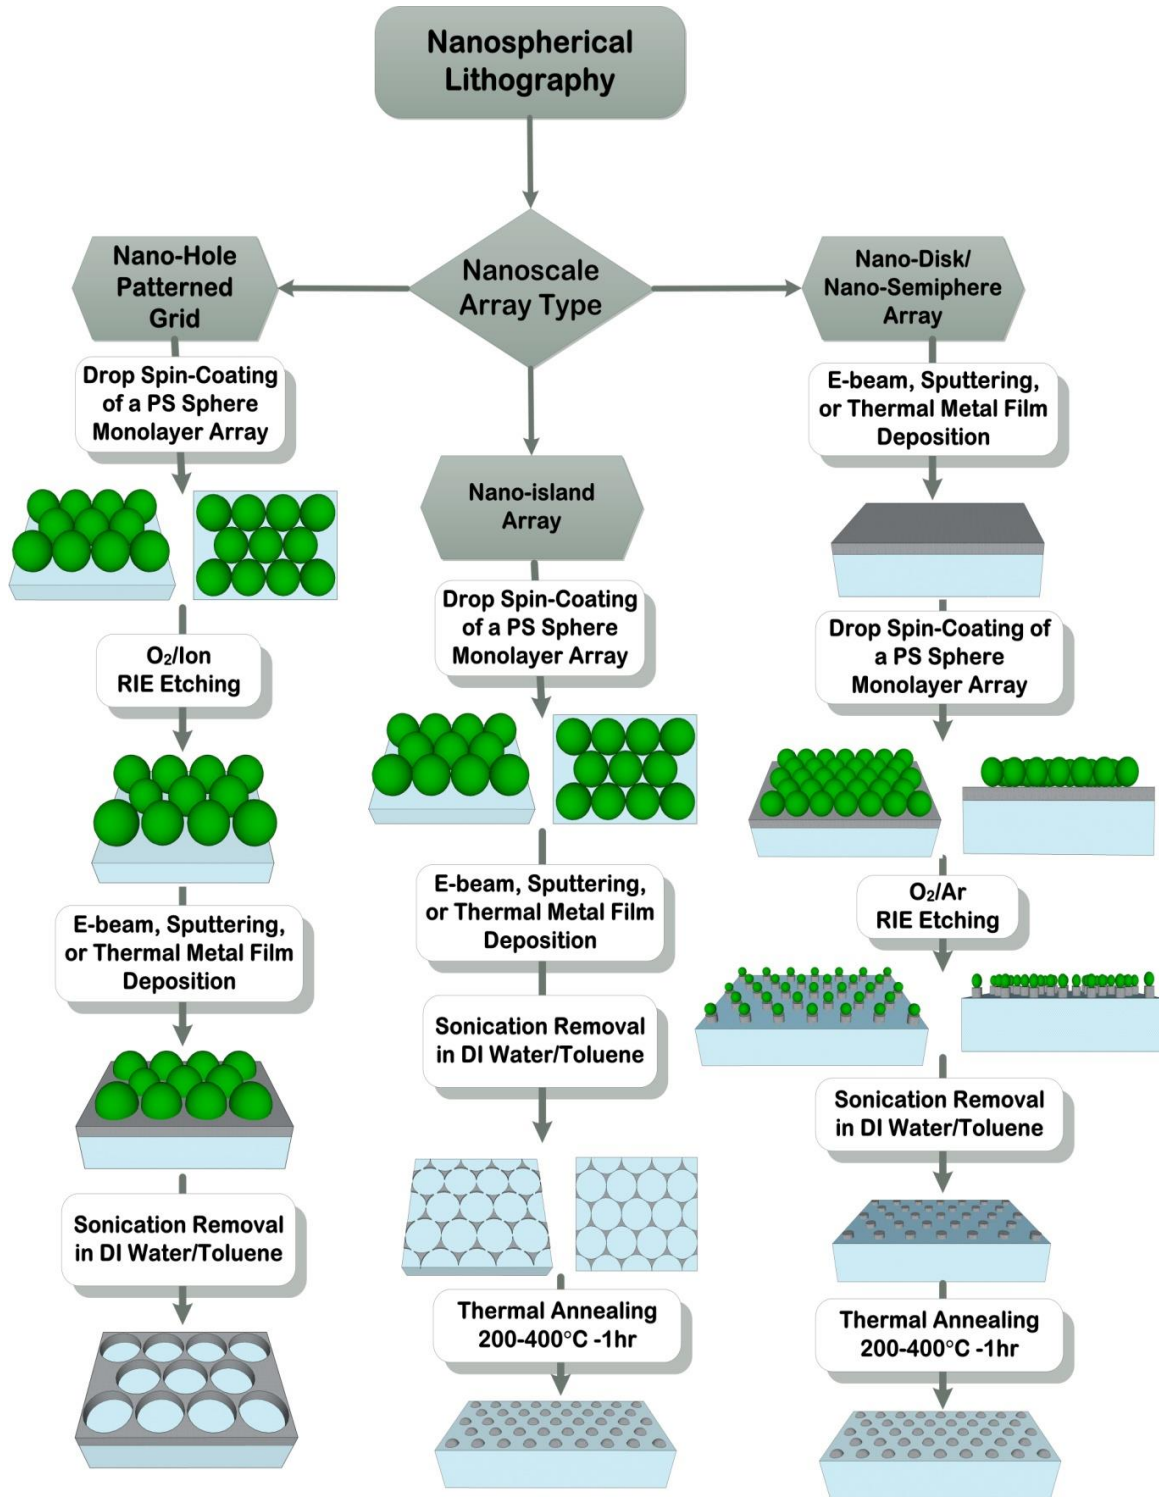 Nanospherical
Lithography
Nanoscale
Array Type
Nano-Hole
Patterned
Grid
Drop Spin-Coating
of a PS Sphere
Monolayer Array
O₂/Ion
RIE Etching
E-beam, Sputtering,
or Thermal Metal Film
Deposition
Sonication Removal
in DI Water/Toluene
Nano-island
Array
Drop Spin-Coating
of a PS Sphere
Monolayer Array
E-beam, Sputtering,
or Thermal Metal Film
Deposition
Sonication Removal
in DI Water/Toluene
Thermal Annealing
200-400°C -1hr
Nano-Disk/
Nano-Semiphere
Array
E-beam, Sputtering,
or Thermal Metal Film
Deposition
Drop Spin-Coating of
a PS Sphere
Monolayer Array
O₂/Ar
RIE Etching
Sonication Removal
in DI Water/Toluene
Thermal Annealing
200-400°C -1hr